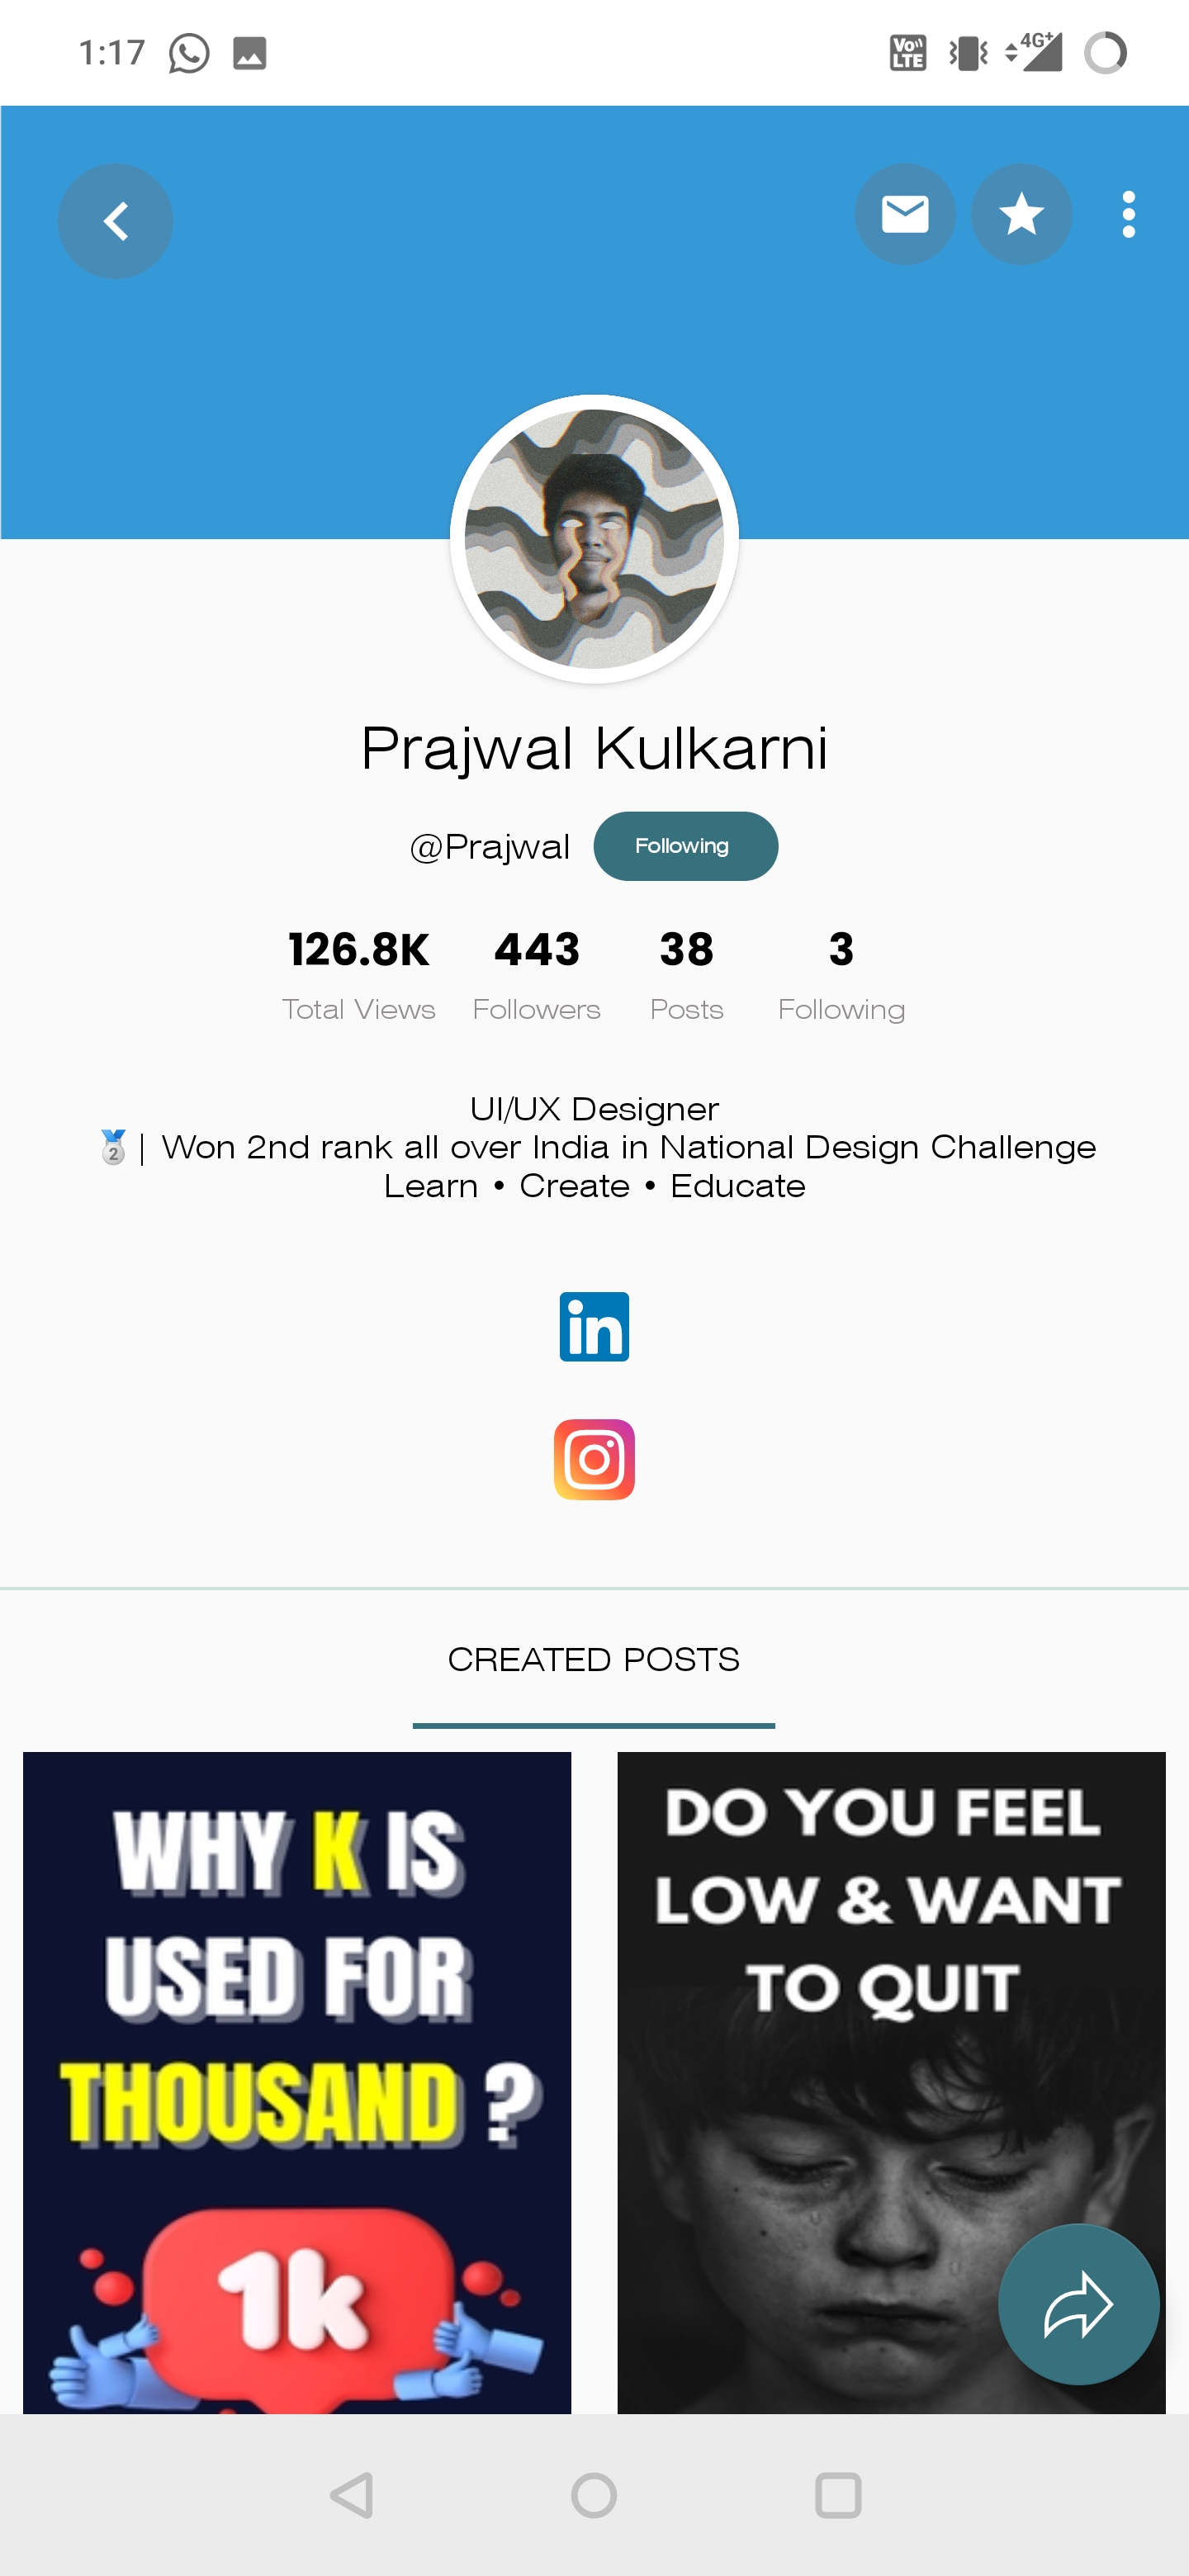 1:17
VoLTE
4G+
Prajwal Kulkarni
@Prajwal Following
126.8K 443 38 3
Total Views Followers Posts Following
UI/UX Designer
🥈| Won 2nd rank all over India in National Design Challenge
Learn • Create • Educate
in
CREATED POSTS
WHY K IS
USED FOR
THOUSAND ?
1k
DO YOU FEEL
LOW & WANT
TO QUIT